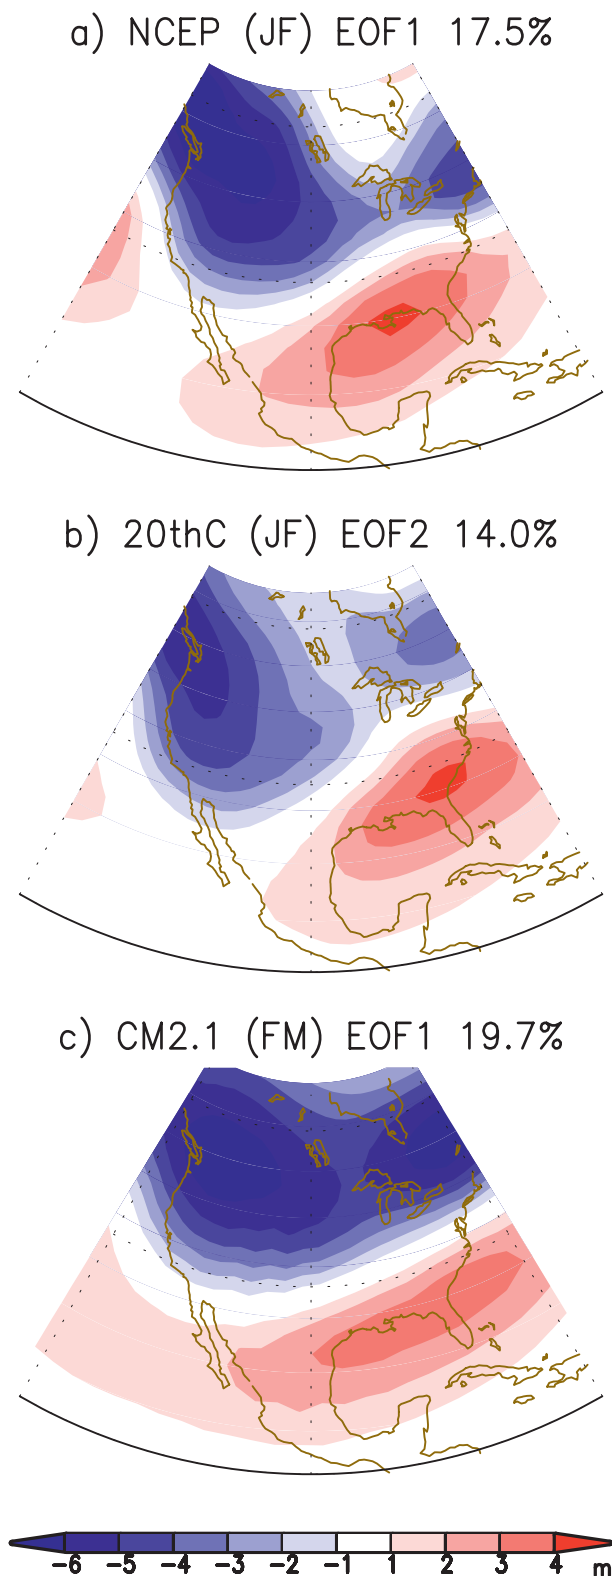 a) NCEP (JF) EOF1 17.5%
b) 20thC (JF) EOF2 14.0%
c) CM2.1 (FM) EOF1 19.7%
-6 -5 -4 -3 -2 -1 1 2 3 4 m